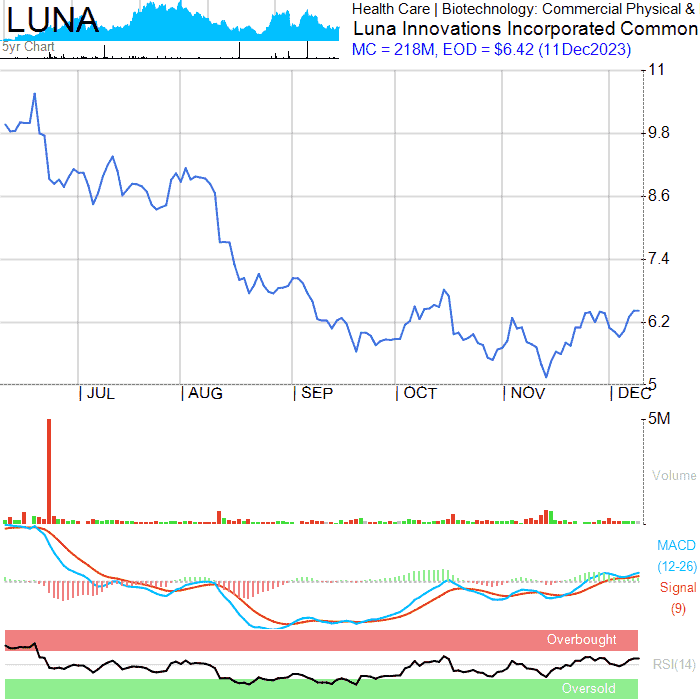 LUNA
5yr Chart
Health Care | Biotechnology: Commercial Physical &
Luna Innovations Incorporated Common
MC = 218M, EOD = $6.42 (11Dec2023)
11
9.8
8.6
7.4
6.2
5
| JUL | AUG | SEP | OCT | NOV | DEC
5M
Volume
MACD
(12-26)
Signal
(9)
Overbought
RSI(14)
Oversold